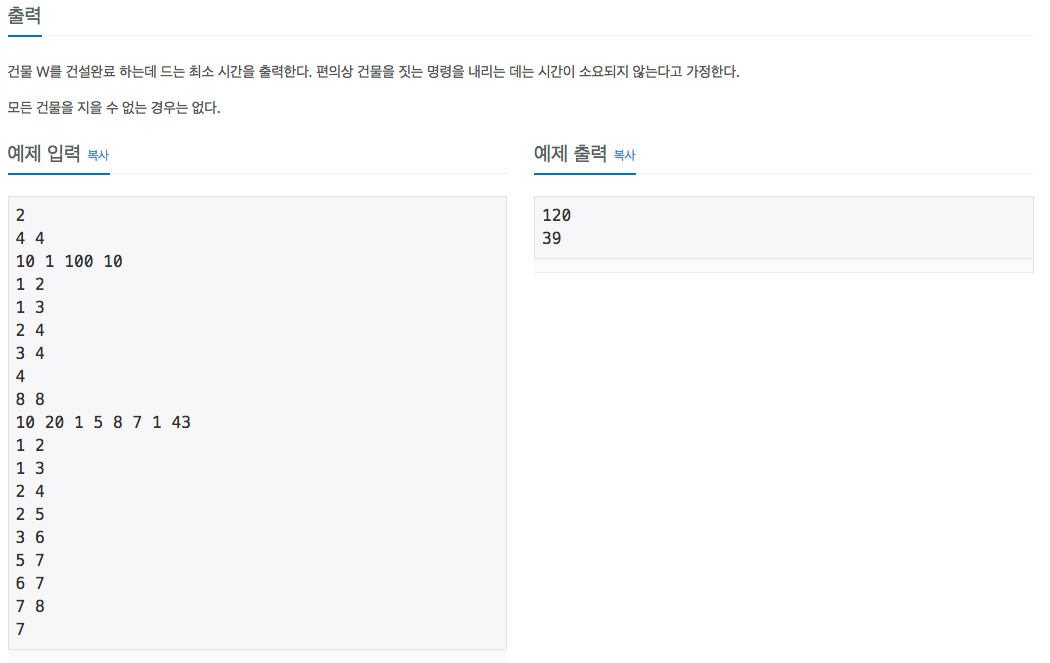 출력
건물 W를 건설완료 하는데 드는 최소 시간을 출력한다. 편의상 건물을 짓는 명령을 내리는 데는 시간이 소요되지 않는다고 가정한다.
모든 건물을 지을 수 없는 경우는 없다.
예제 입력 복사
2
4 4
10 1 100 10
1 2
1 3
2 4
3 4
4
8 8
10 20 1 5 8 7 1 43
1 2
1 3
2 4
2 5
3 6
5 7
6 7
7 8
7
예제 출력 복사
120
39